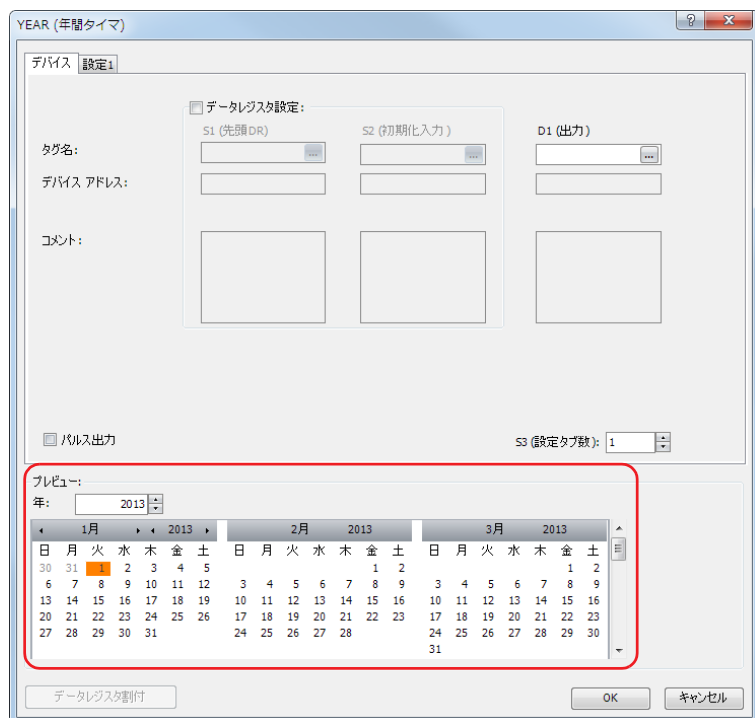 YEAR (年間タイマ)
デバイス 設定1
データレジスタ設定:
S1 (先頭DR) S2 (初期化入力) D1 (出力)
タグ名:
デバイス アドレス:
コメント:
パルス出力 S3 (設定タブ数): 1
プレビュー:
年: 2013
1月 2013 2月 2013 3月 2013
日 月 火 水 木 金 土 日 月 火 水 木 金 土 日 月 火 水 木 金 土
30 31 1 2 3 4 5 1 2 1 2
6 7 8 9 10 11 12 3 4 5 6 7 8 9 3 4 5 6 7 8 9
13 14 15 16 17 18 19 10 11 12 13 14 15 16 10 11 12 13 14 15 16
20 21 22 23 24 25 26 17 18 19 20 21 22 23 17 18 19 20 21 22 23
27 28 29 30 31 24 25 26 27 28 24 25 26 27 28 29 30
31
データレジスタ割付 OK キャンセル